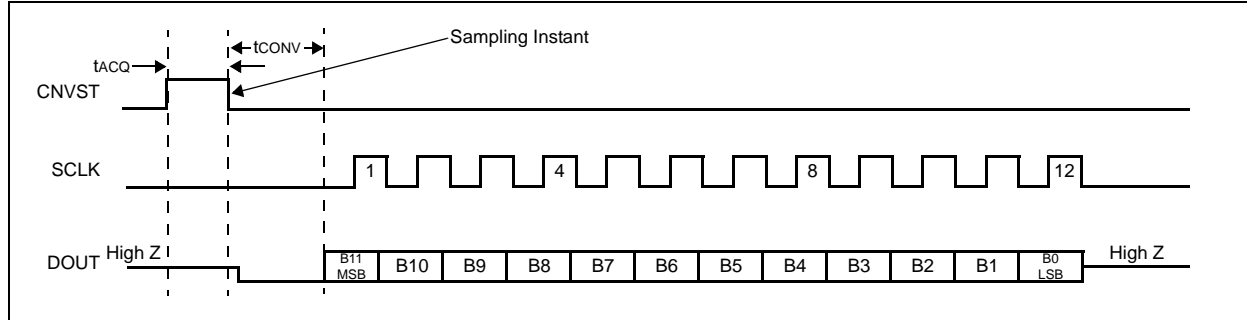 Sampling Instant
tCONV
tACQ
CNVST
SCLK
1
4
8
12
DOUT
High Z
B11
MSB
B10
B9
B8
B7
B6
B5
B4
B3
B2
B1
B0
LSB
High Z